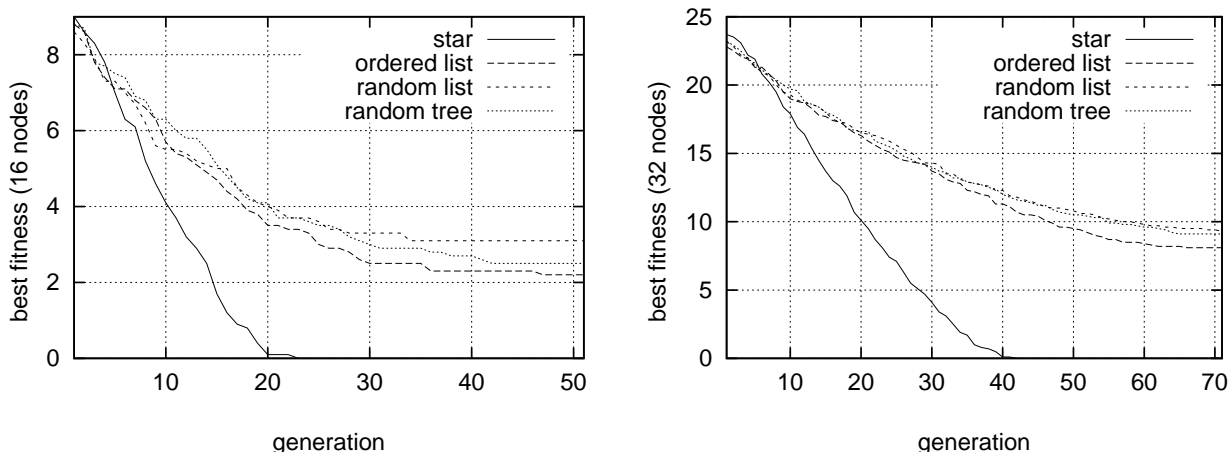 best fitness (16 nodes)
8
6
4
2
0
10
20
30
40
50
generation
star
ordered list
random list
random tree
best fitness (32 nodes)
25
20
15
10
5
0
10
20
30
40
50
60
70
generation
star
ordered list
random list
random tree